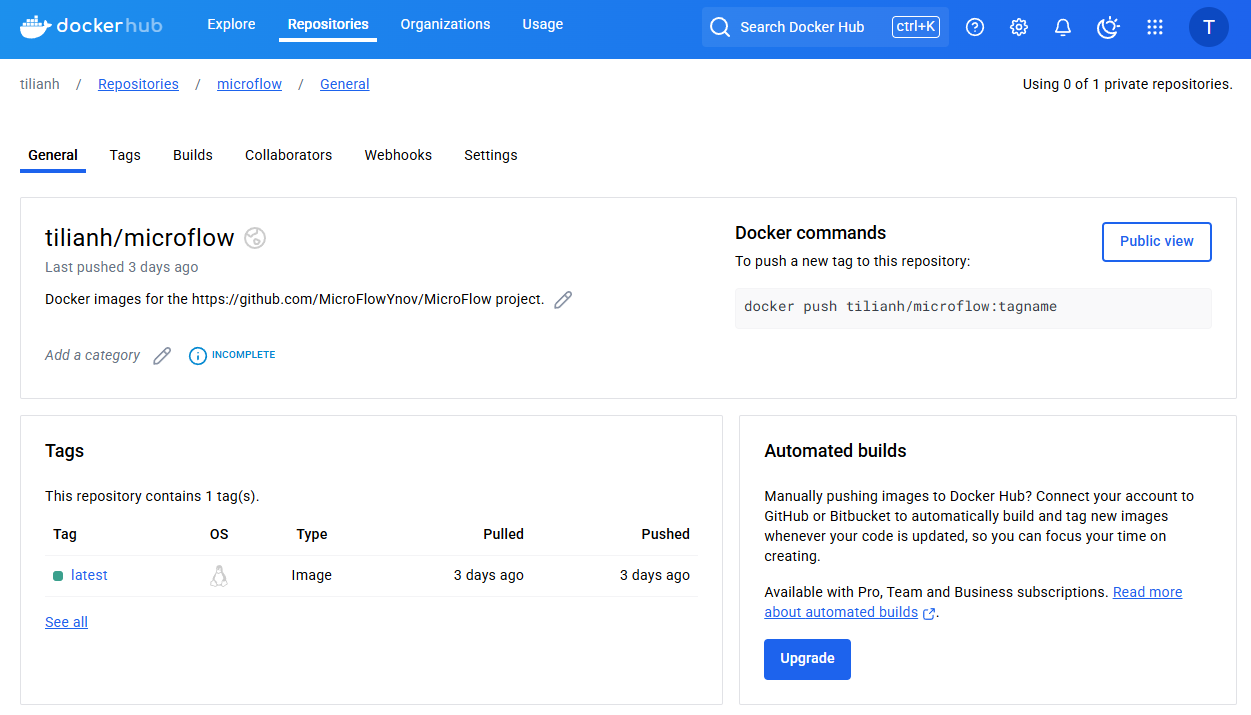 dockerhub Explore Repositories Organizations Usage Search Docker Hub ctrl+K T
tilianh / Repositories / microflow / General Using 0 of 1 private repositories.
General Tags Builds Collaborators Webhooks Settings
tilianh/microflow
Last pushed 3 days ago
Docker images for the https://github.com/MicroFlowYnov/MicroFlow project.
Add a category INCOMPLETE
Docker commands
To push a new tag to this repository:
Public view
docker push tilianh/microflow:tagname
Tags
This repository contains 1 tag(s).
Tag OS Type Pulled Pushed
latest Image 3 days ago 3 days ago
See all
Automated builds
Manually pushing images to Docker Hub? Connect your account to
GitHub or Bitbucket to automatically build and tag new images
whenever your code is updated, so you can focus your time on
creating.
Available with Pro, Team and Business subscriptions. Read more
about automated builds.
Upgrade